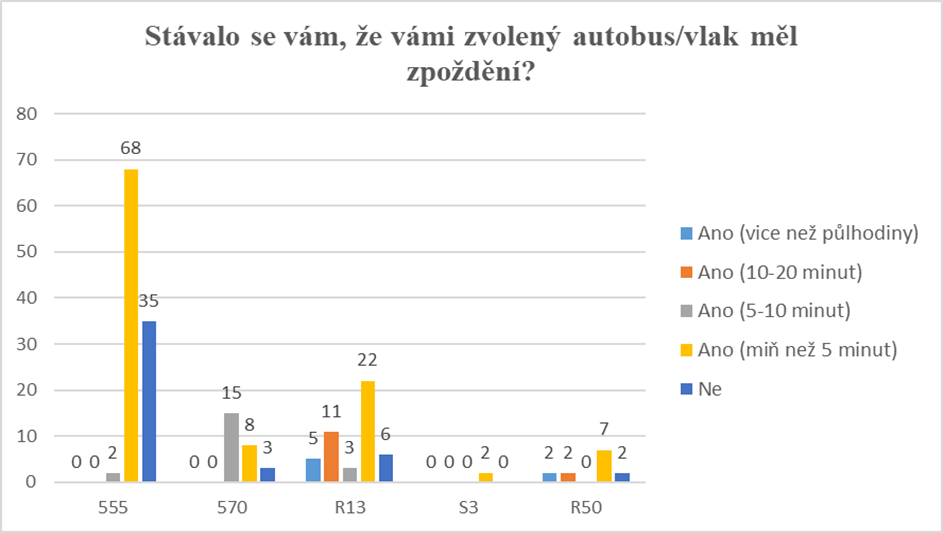 Stávalo se vám, že vámi zvolený autobus/vlak měl
zpoždění?
80
70
60
50
40
30
20
10
0
0 0 2 68 35
0 0 15 8 3
5 11 3 22 6
0 0 0 2 0
2 2 0 7 2
555 570 R13 S3 R50
Ano (vice než půlhodiny)
Ano (10-20 minut)
Ano (5-10 minut)
Ano (miň než 5 minut)
Ne